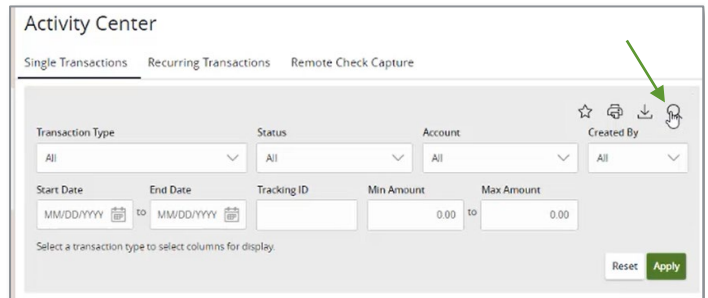 Activity Center
Single Transactions Recurring Transactions Remote Check Capture
Transaction Type Status Account Created By
All All All All
Start Date End Date Tracking ID Min Amount Max Amount
MM/DD/YYYY to MM/DD/YYYY 0.00 to 0.00
Select a transaction type to select columns for display.
Reset Apply